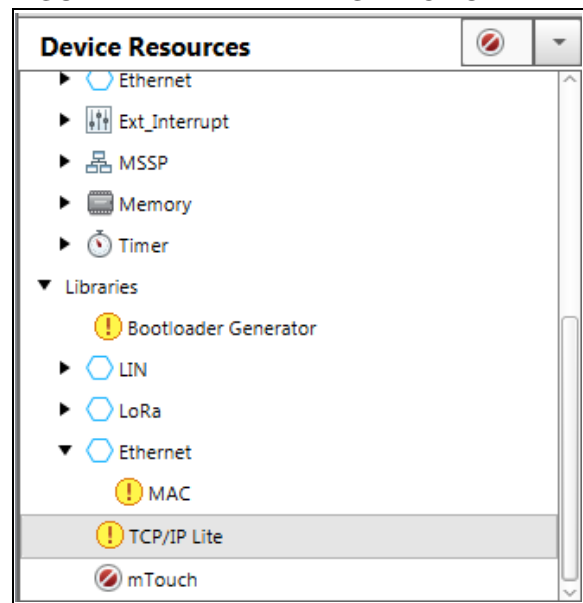 Device Resources
Ethernet
Ext_Interrupt
MSSP
Memory
Timer
Libraries
Bootloader Generator
LIN
LoRa
Ethernet
MAC
TCP/IP Lite
mTouch